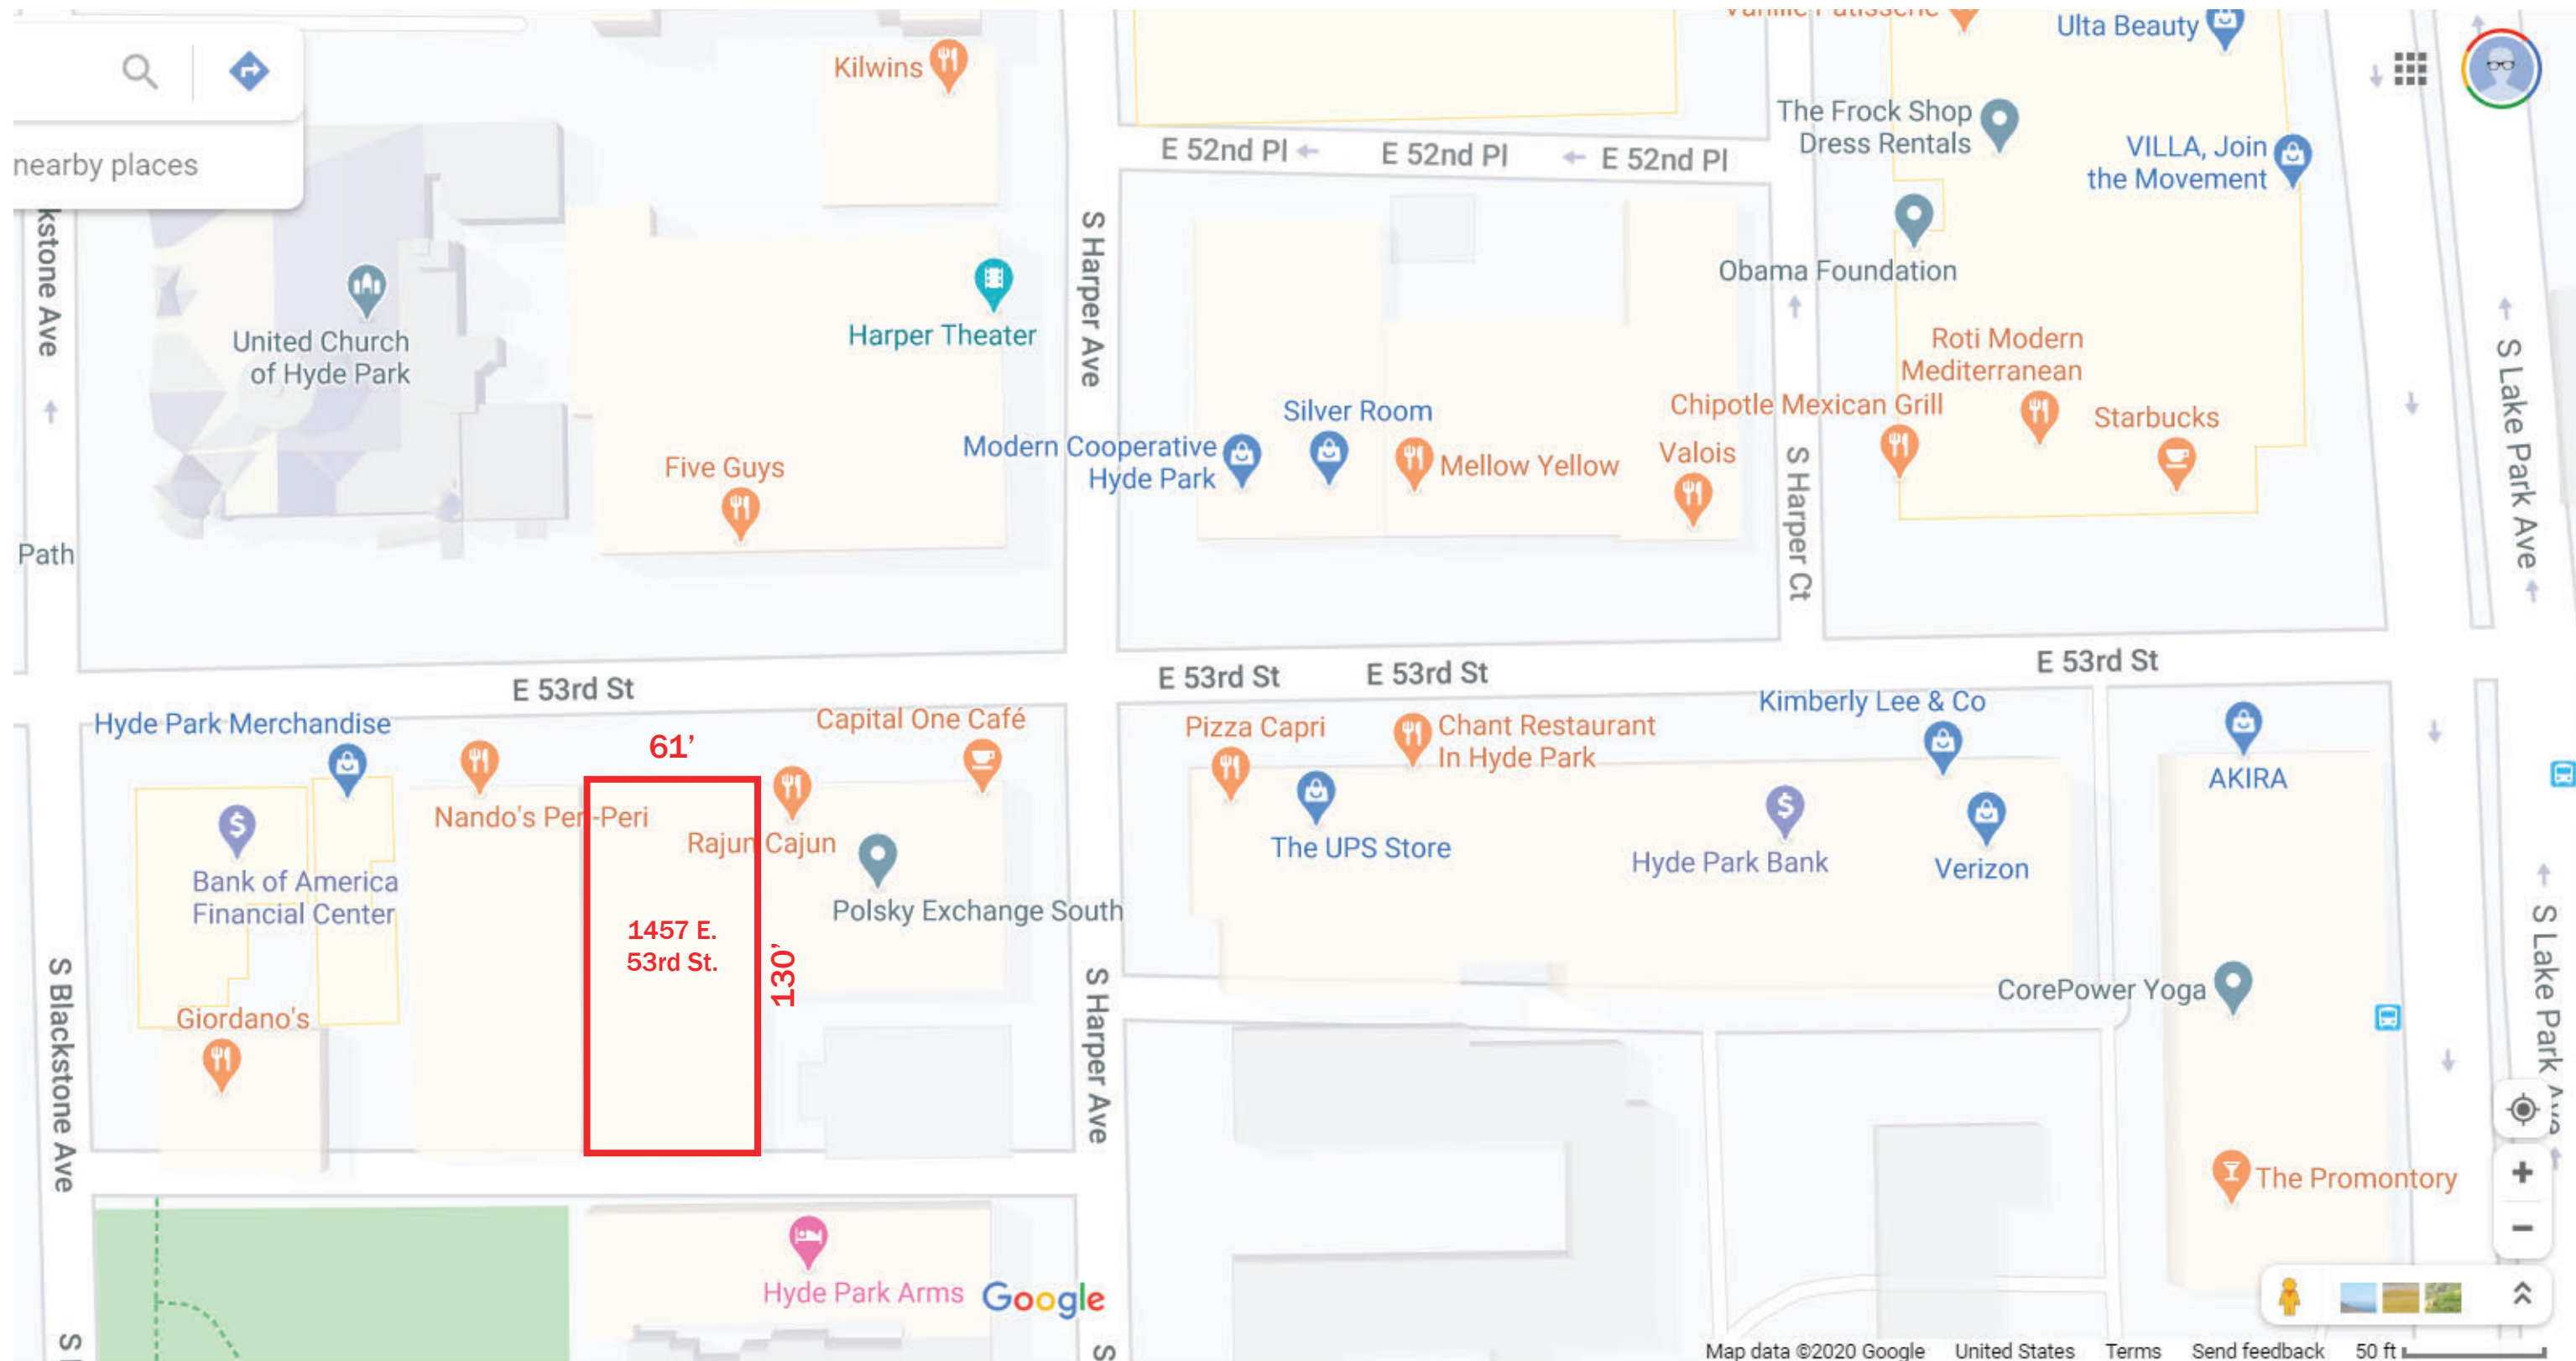 Kilwins
Vanille Patisserie
Ulta Beauty
nearby places
The Frock Shop
Dress Rentals
VILLA, Join
the Movement
E 52nd Pl
E 52nd Pl
E 52nd Pl
kstone Ave
S Harper Ave
Obama Foundation
United Church
of Hyde Park
Harper Theater
Roti Modern
Mediterranean
S Lake Park Ave
Silver Room
Chipotle Mexican Grill
Starbucks
Modern Cooperative
Hyde Park
Mellow Yellow
Valois
Five Guys
S Harper Ct
Path
E 53rd St
E 53rd St
E 53rd St
E 53rd St
Hyde Park Merchandise
Capital One Café
Pizza Capri
Chant Restaurant
In Hyde Park
Kimberly Lee & Co
61’
AKIRA
Nando's Peri-Peri
Rajun Cajun
The UPS Store
Hyde Park Bank
Verizon
$
$
Bank of America
Financial Center
Polsky Exchange South
1457 E.
53rd St.
130’
S Blackstone Ave
S Harper Ave
S Lake Park Ave
CorePower Yoga
Giordano's
The Promontory
+
−
Hyde Park Arms
Google
S
S
Map data ©2020 Google United States Terms Send feedback 50 ft